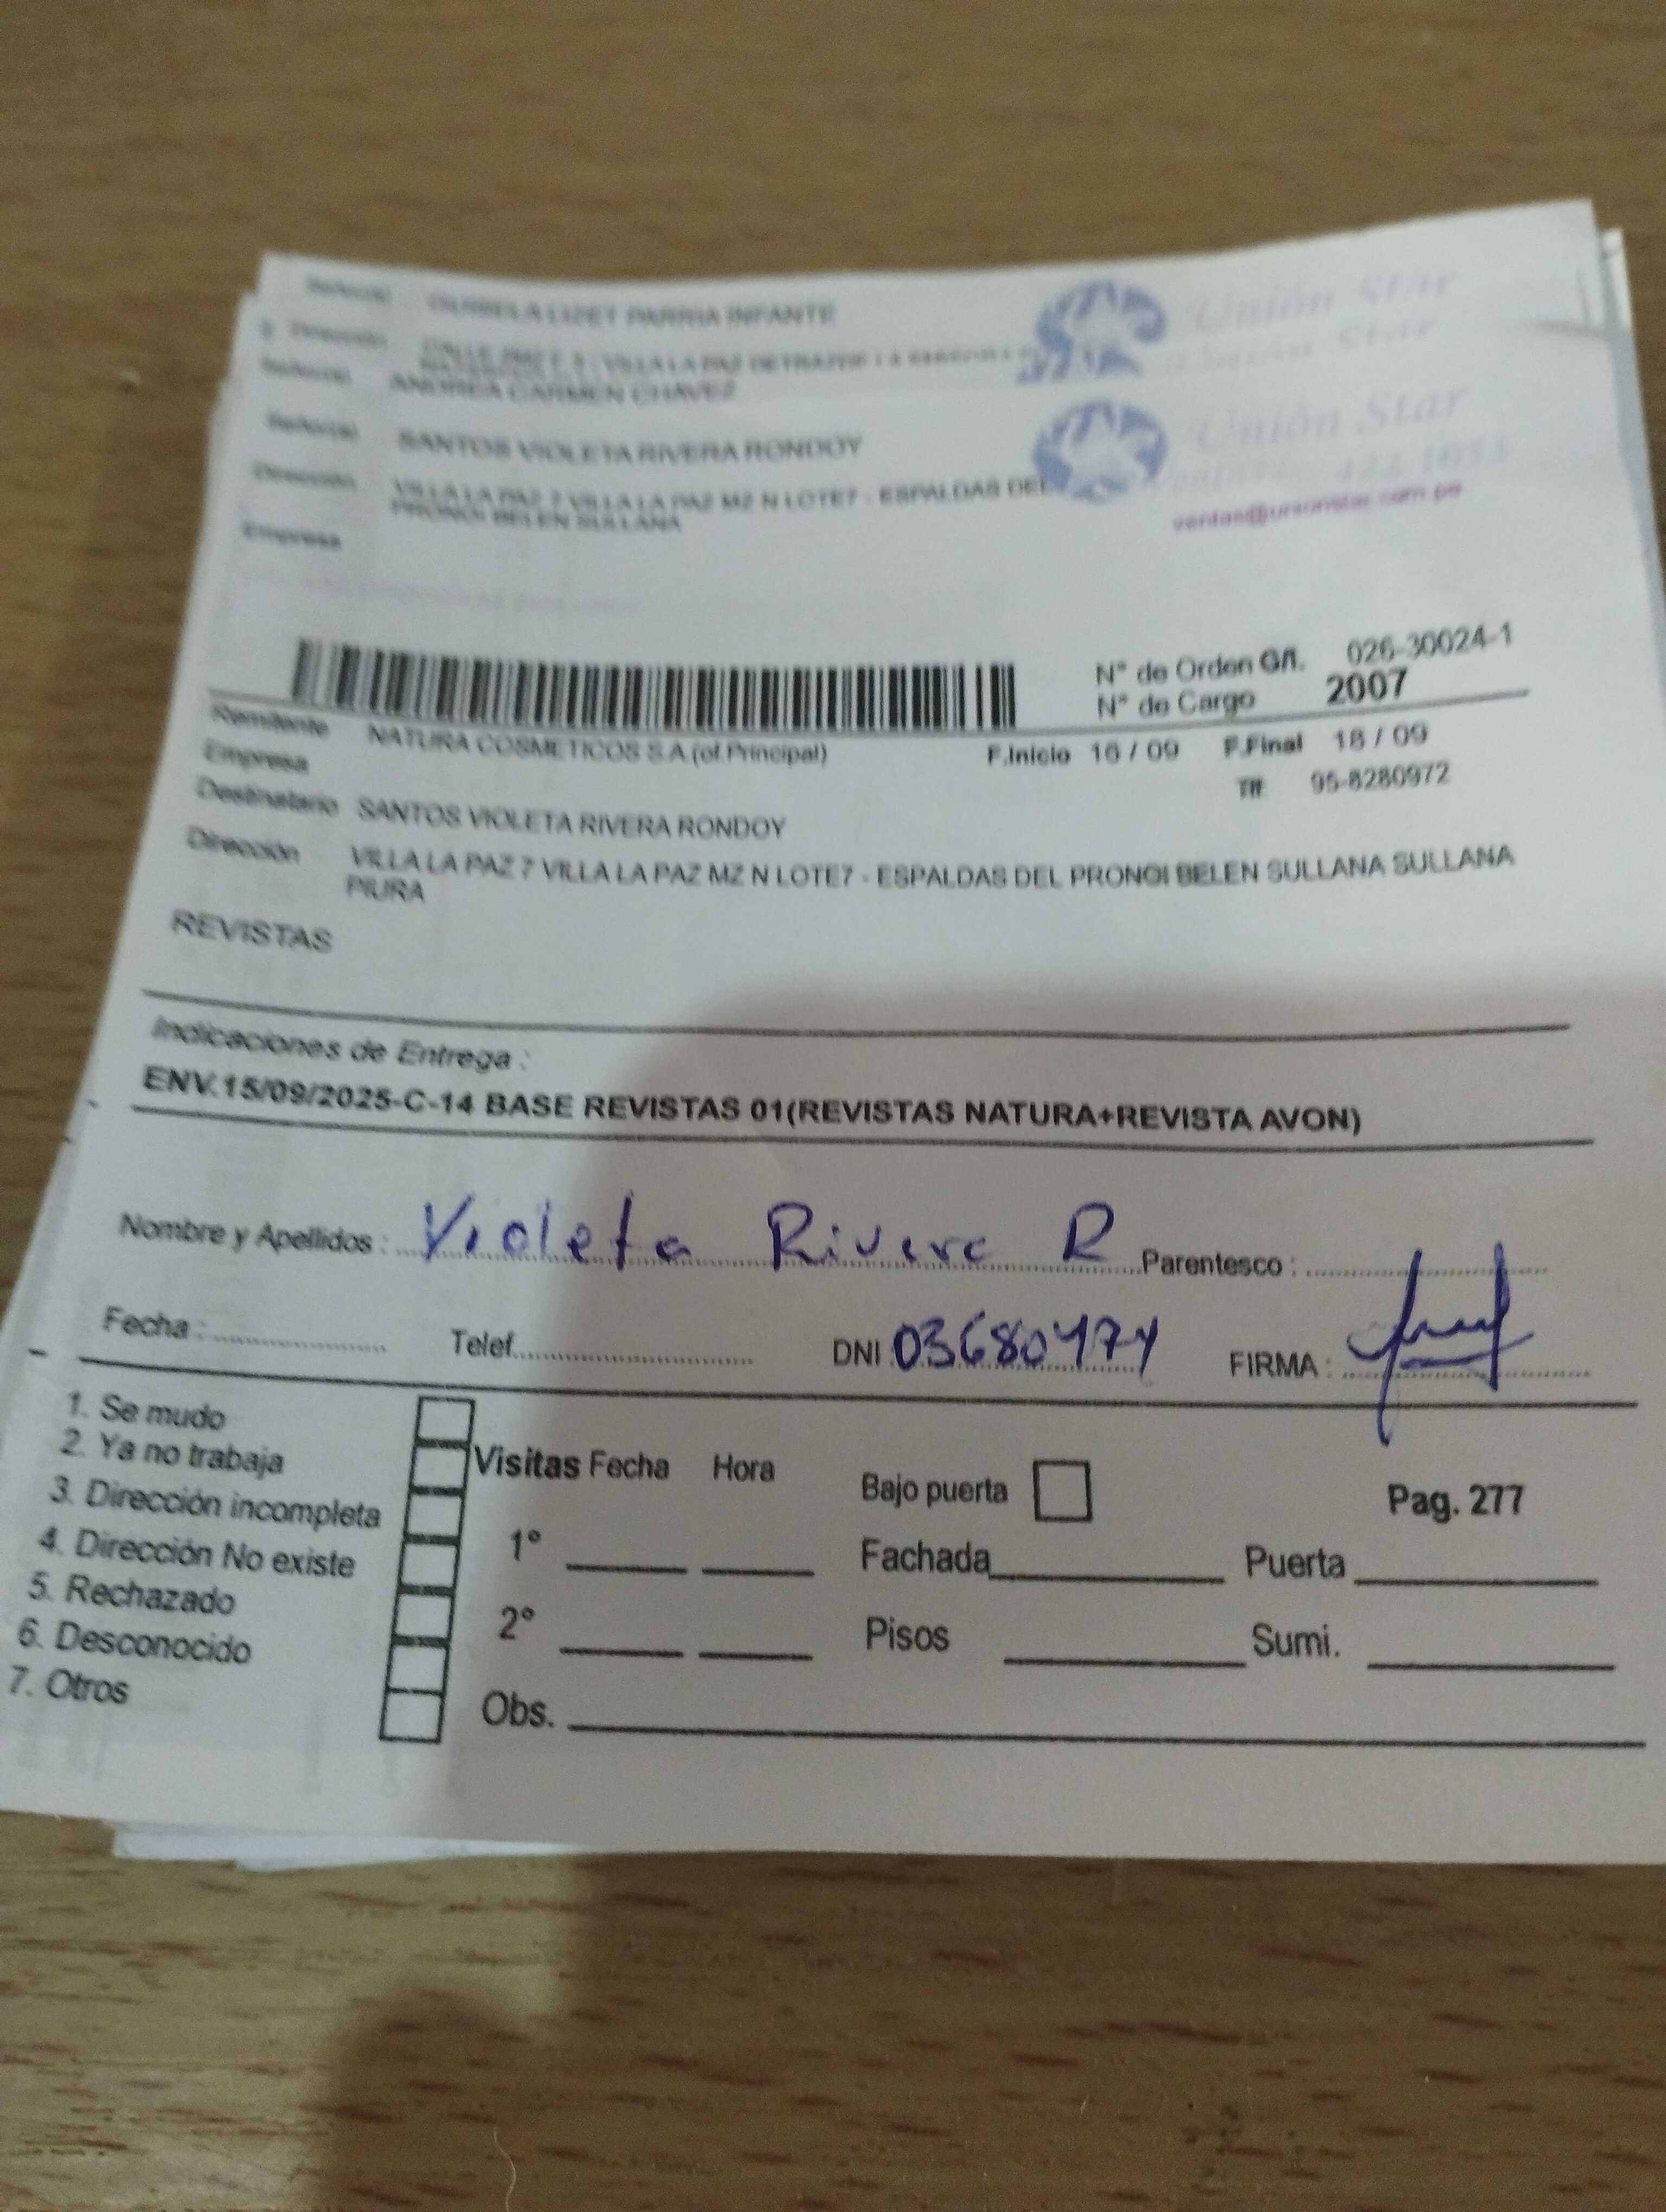 Señor(a) LIZET PARRIA INFANTE
Dirección VILLA LA PAZ
Señor(a) ANDREA CARMEN CHAVEZ
Unión Star
Señor(a) SANTOS VIOLETA RIVERA RONDOY
Unión Star
Dirección VILLA LA PAZ 7 VILLA LA PAZ MZ N LOTE7 - ESPALDAS DEL
PRONOI BELEN SULLANA
ventas@unionstar.com.pe
Empresa
N° de Orden G/I. 026-30024-1
N° de Cargo 2007
Remitente NATURA COSMETICOS S.A.(of.Principal) F.Inicio 16 / 09 F.Final 18 / 09
Empresa Tlf 95-8280972
Destinatario SANTOS VIOLETA RIVERA RONDOY
Dirección VILLA LA PAZ 7 VILLA LA PAZ MZ N LOTE7 - ESPALDAS DEL PRONOI BELEN SULLANA SULLANA
PIURA
REVISTAS
Indicaciones de Entrega :
ENV.15/09/2025-C-14 BASE REVISTAS 01(REVISTAS NATURA+REVISTA AVON)
Nombre y Apellidos : Violeta Rivera R Parentesco :
Fecha : Telef. DNI 03680474 FIRMA :
1. Se mudo
2. Ya no trabaja
3. Dirección incompleta
4. Dirección No existe
5. Rechazado
6. Desconocido
7. Otros
Visitas Fecha Hora Bajo puerta Pag. 277
1° Fachada Puerta
2° Pisos Sumi.
Obs.